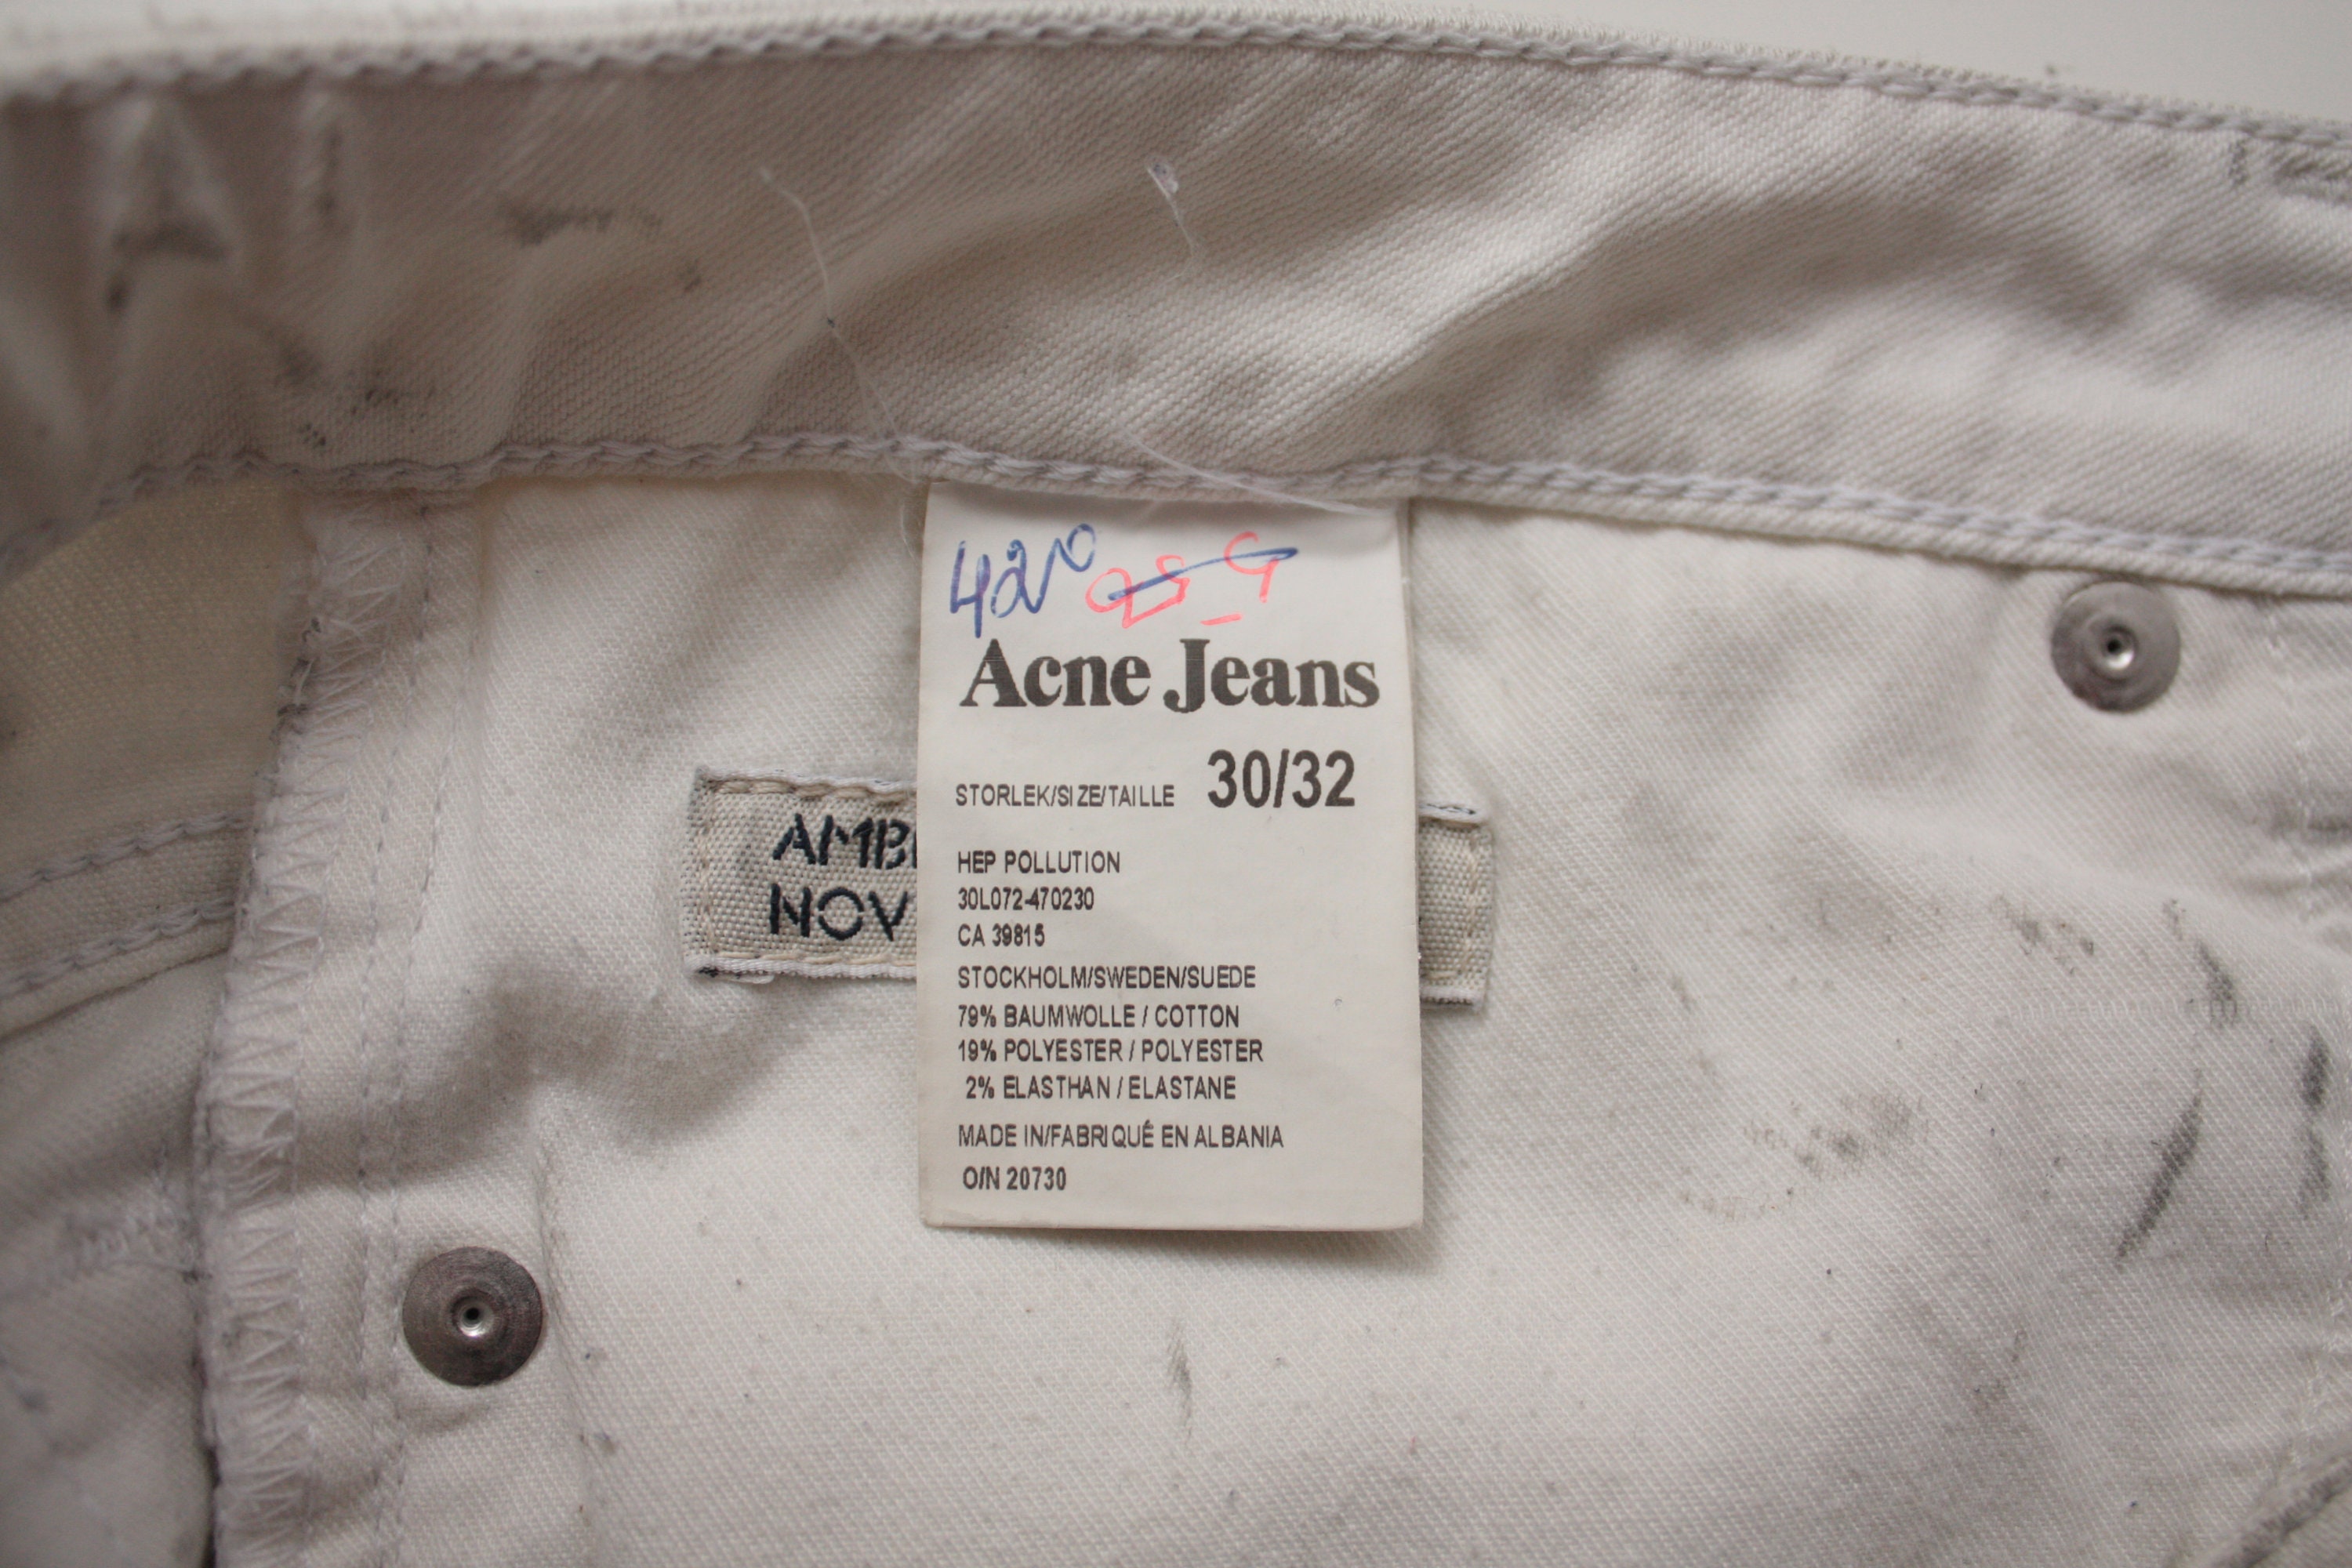 420
Acne Jeans
STORLEK/SIZE/TAILLE 30/32
HEP POLLUTION
30L072-470230
CA 39815
STOCKHOLM/SWEDEN/SUEDE
79% BAUMWOLLE / COTTON
19% POLYESTER / POLYESTER
2% ELASTHAN / ELASTANE
MADE IN/FABRIQUÉ EN ALBANIA
O/N 20730
NOV